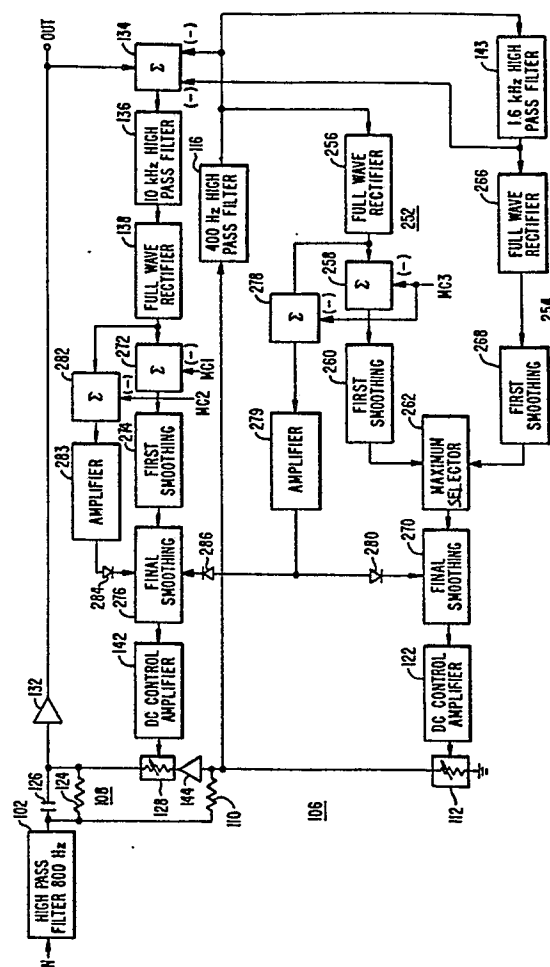 IN
HIGH PASS
FILTER 800 Hz
102
126
124
108
132
OUT
128
144
110
106
112
142
DC CONTROL
AMPLIFIER
122
DC CONTROL
AMPLIFIER
284
276
FINAL
SMOOTHING
286
280
270
FINAL
SMOOTHING
283
AMPLIFIER
274
FIRST
SMOOTHING
279
AMPLIFIER
262
MAXIMUM
SELECTOR
282
Σ
(-)
MC2
272
Σ
(-)
MC1
260
FIRST
SMOOTHING
268
FIRST
SMOOTHING
278
Σ
(-)
258
Σ
(-)
MC3
138
FULL WAVE
RECTIFIER
256
FULL WAVE
RECTIFIER
252
266
FULL WAVE
RECTIFIER
254
136
10 kHz HIGH
PASS FILTER
116
400 Hz HIGH
PASS FILTER
134
Σ
(-)
(-)
143
1.6 kHz HIGH
PASS FILTER